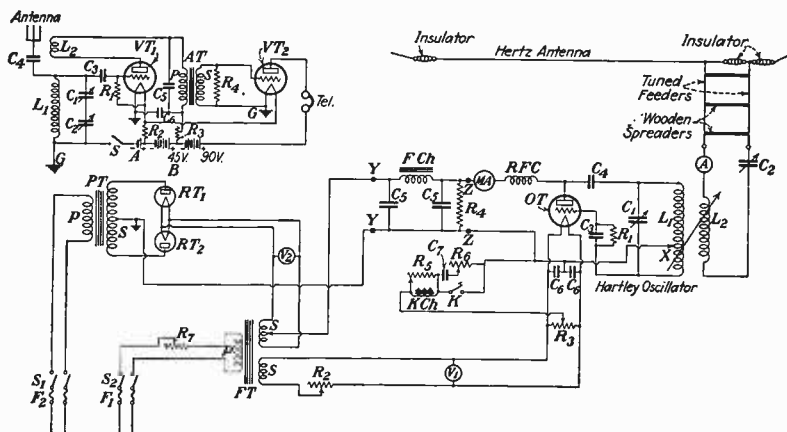 Antenna
C4
L2
VT1
C3
R1
C1
C2
L1
G
S
A
R2
45V.
B
R3
90V.
C5
C6
P
AT
S
R4
G
VT2
Tel.
Insulator
Hertz Antenna
Insulator
Tuned
Feeders
Wooden
Spreaders
A
C2
PT
P
S
RT1
RT2
V2
Y
Y
F Ch
C5
C5
R4
Z
Z
MA
RFC
OT
C4
C3
R1
C1
L1
X
L2
C6
C6
Hartley Oscillator
R5
C7
R6
KCh
K
R3
S1
F2
S2
F1
R7
P
FT
S
S
R2
V1